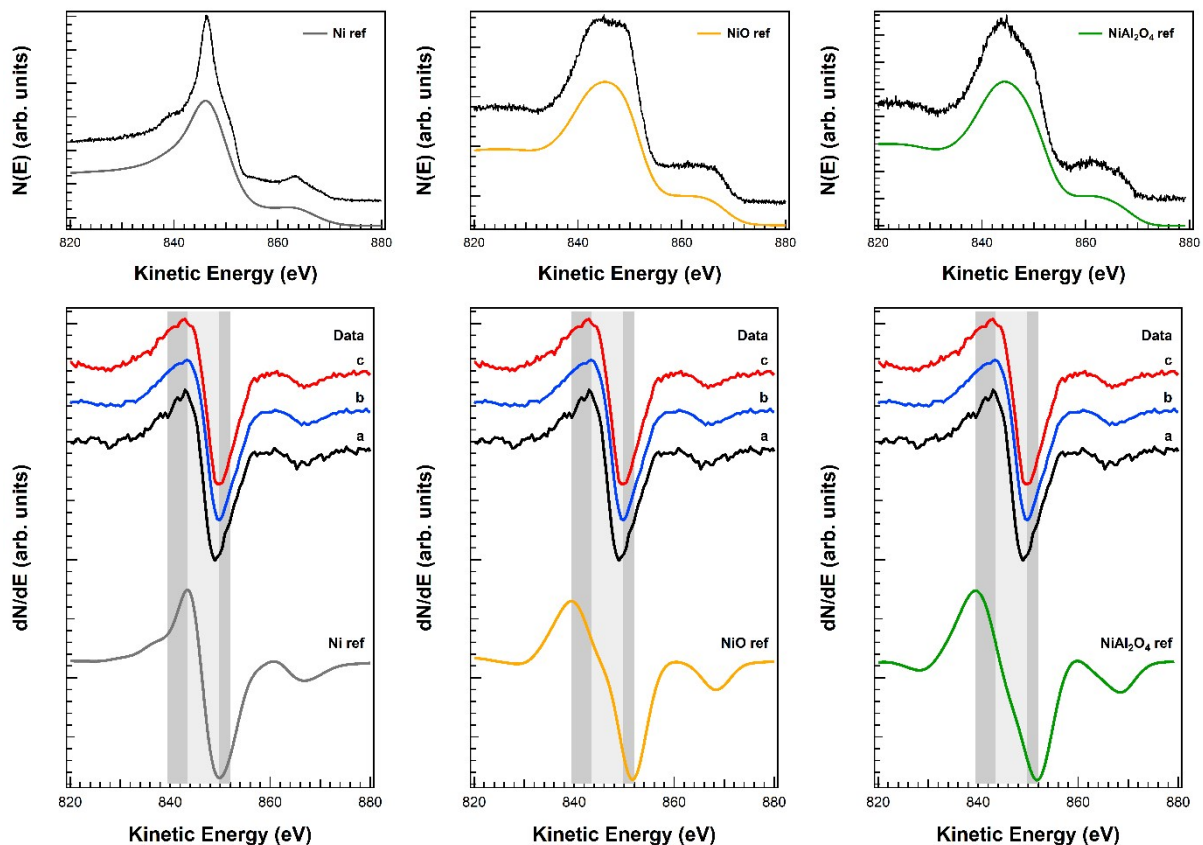 N(E) (arb. units)
Ni ref
820 840 860 880
Kinetic Energy (eV)
N(E) (arb. units)
NiO ref
820 840 860 880
Kinetic Energy (eV)
N(E) (arb. units)
NiAl₂O₄ ref
820 840 860 880
Kinetic Energy (eV)
dN/dE (arb. units)
Data
c
b
a
Ni ref
820 840 860 880
Kinetic Energy (eV)
dN/dE (arb. units)
Data
c
b
a
NiO ref
820 840 860 880
Kinetic Energy (eV)
dN/dE (arb. units)
Data
c
b
a
NiAl₂O₄ ref
820 840 860 880
Kinetic Energy (eV)